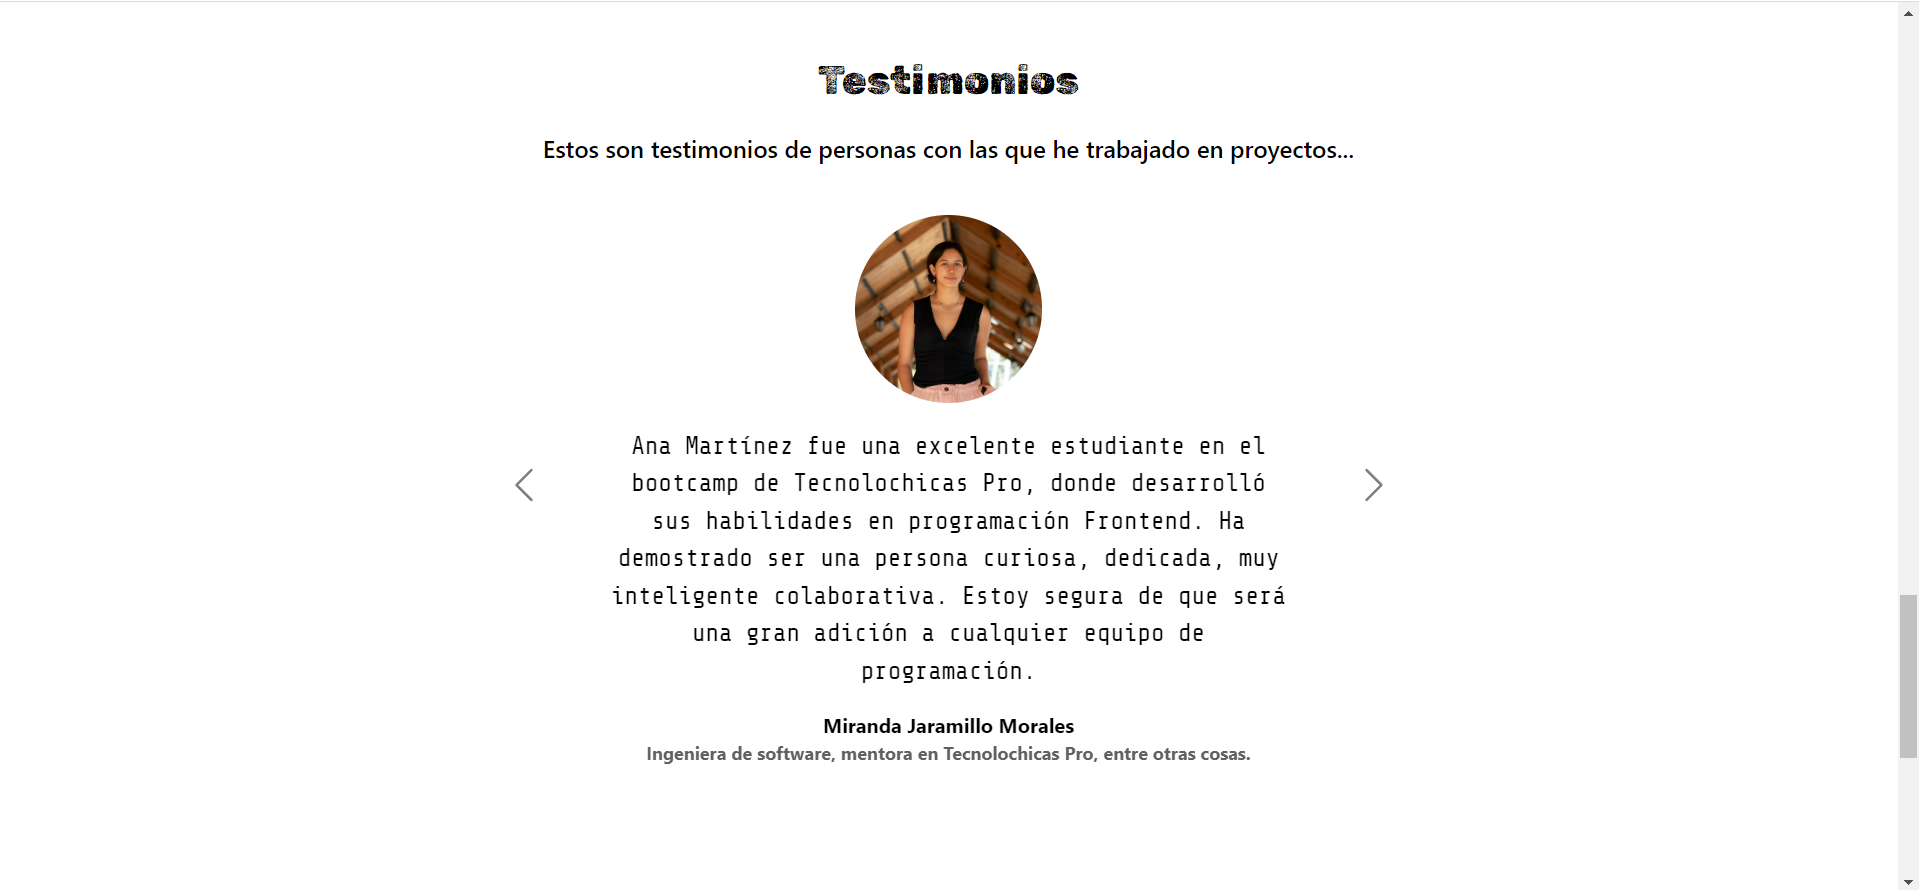 Testimonios
Estos son testimonios de personas con las que he trabajado en proyectos...
Ana Martínez fue una excelente estudiante en el
bootcamp de Tecnolochicas Pro, donde desarrolló
sus habilidades en programación Frontend. Ha
demostrado ser una persona curiosa, dedicada, muy
inteligente colaborativa. Estoy segura de que será
una gran adición a cualquier equipo de
programación.
Miranda Jaramillo Morales
Ingeniera de software, mentora en Tecnolochicas Pro, entre otras cosas.